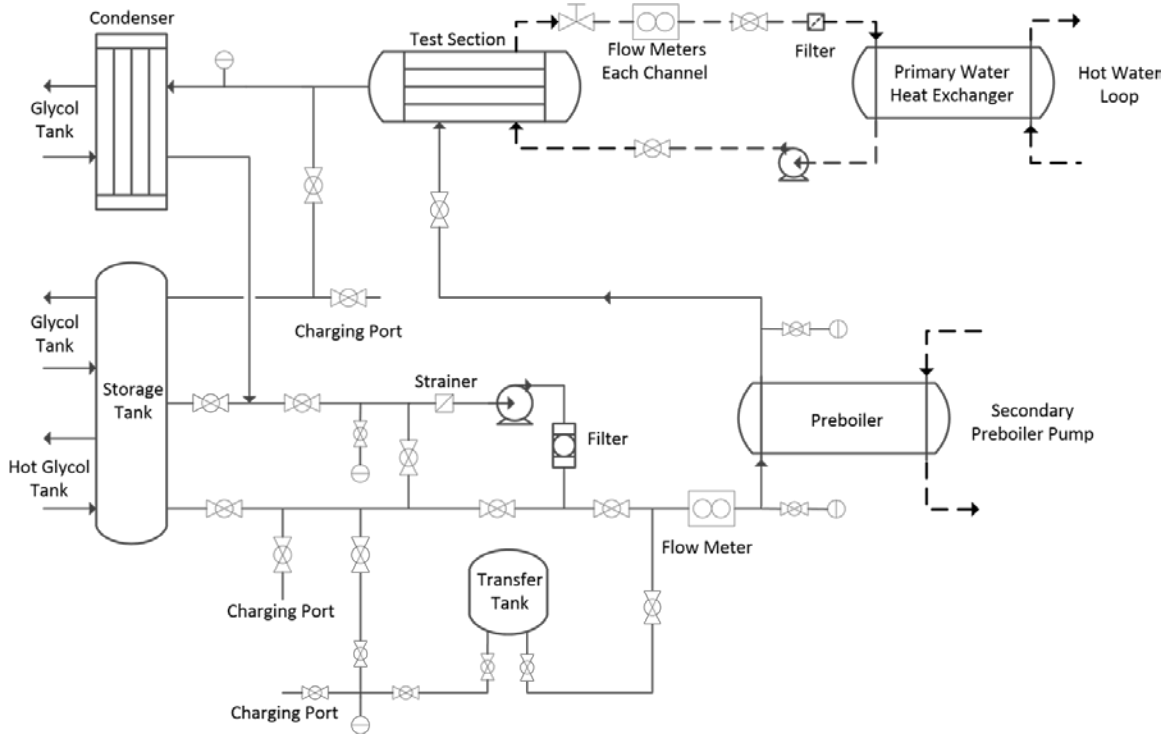 Condenser
Test Section
Flow Meters
Each Channel
Filter
Primary Water
Heat Exchanger
Hot Water
Loop
Glycol
Tank
Charging Port
Glycol
Tank
Storage
Tank
Strainer
Filter
Preboiler
Secondary
Preboiler Pump
Hot Glycol
Tank
Flow Meter
Transfer
Tank
Charging Port
Charging Port